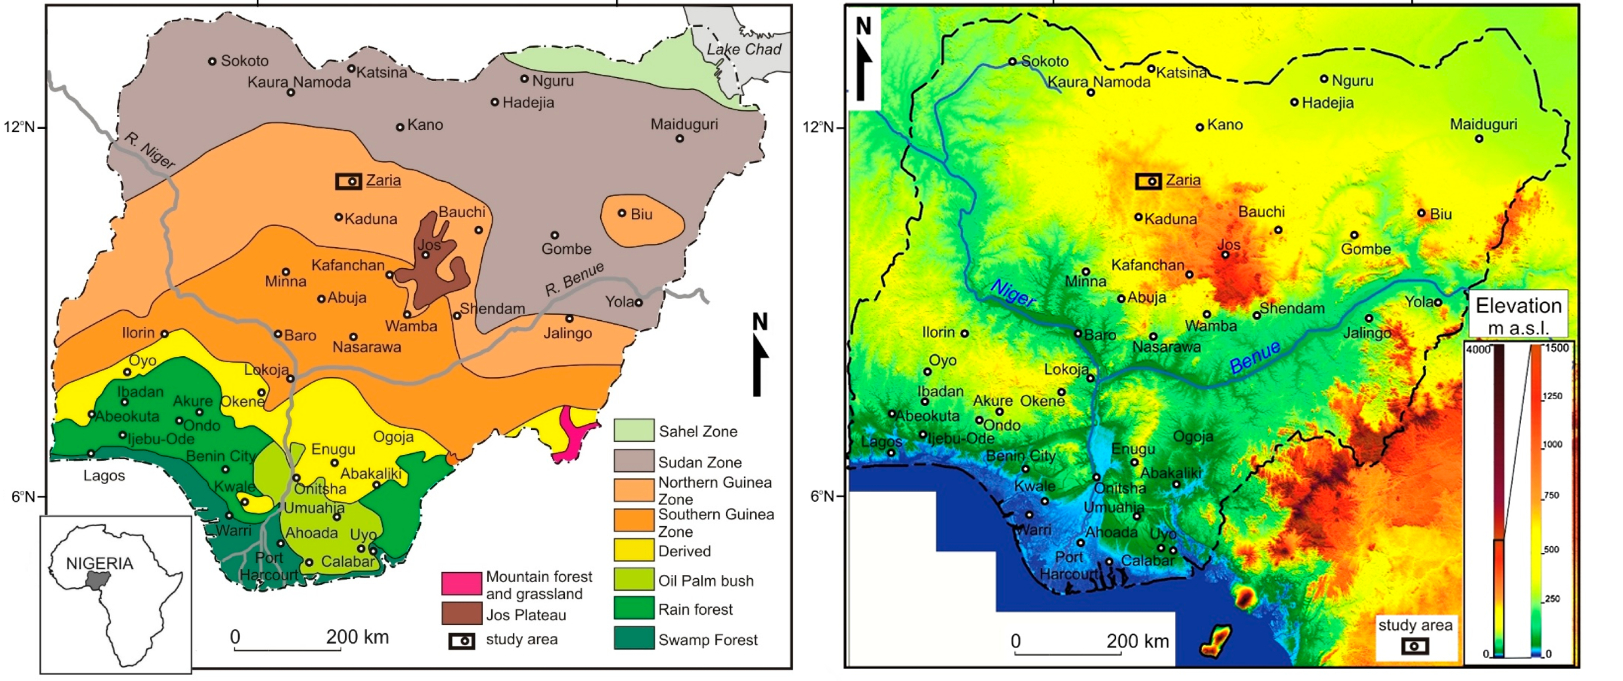 Lake Chad
Sokoto
Katsina
Kaura Namoda
Nguru
Hadejia
12°N
Kano
Maiduguri
R. Niger
Zaria
Kaduna
Bauchi
Biu
Jos
Gombe
Kafanchan
Minna
R. Benue
Abuja
Yola
Shendam
Wamba
Ilorin
Baro
Jalingo
Nasarawa
N
Oyo
Lokoja
Ibadan
Akure
Okene
Abeokuta
Ondo
Ijebu-Ode
Enugu
Ogoja
Benin City
Lagos
Abakaliki
Kwale
Onitsha
6°N
Umuahia
Warri
Ahoada
Uyo
Port
Harcourt
Calabar
NIGERIA
0
200 km
Mountain forest
and grassland
Jos Plateau
study area
Sahel Zone
Sudan Zone
Northern Guinea
Zone
Southern Guinea
Zone
Derived
Oil Palm bush
Rain forest
Swamp Forest
N
Sokoto
Katsina
Kaura Namoda
Nguru
Hadejia
12°N
Kano
Maiduguri
Zaria
Kaduna
Bauchi
Biu
Jos
Gombe
Kafanchan
Minna
Niger
Abuja
Yola
Shendam
Wamba
Ilorin
Baro
Jalingo
Nasarawa
Benue
Oyo
Lokoja
Ibadan
Akure
Okene
Abeokuta
Ondo
Lagos
Ijebu-Ode
Enugu
Ogoja
Benin City
Abakaliki
Kwale
Onitsha
6°N
Umuahia
Warri
Ahoada
Uyo
Port
Harcourt
Calabar
0
200 km
study area
Elevation
m a.s.l.
4000
1500
1250
1000
750
500
250
0
0